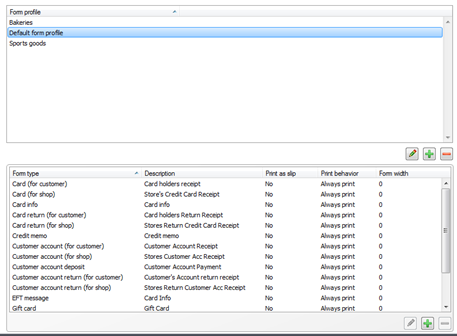 Form profile
Bakeries
Default form profile
Sports goods
Form type Description Print as slip Print behavior Form width
Card (for customer) Card holders receipt No Always print 0
Card (for shop) Store's Credit Card Receipt No Always print 0
Card info Card info No Always print 0
Card return (for customer) Card holders Return Receipt No Always print 0
Card return (for shop) Stores Return Credit Card Receipt No Always print 0
Credit memo Credit memo No Always print 0
Customer account (for customer) Customer Account Receipt No Always print 0
Customer account (for shop) Stores Customer Acc Receipt No Always print 0
Customer account deposit Customer Account Payment No Always print 0
Customer account return (for customer) Customer's Account return receipt No Always print 0
Customer account return (for shop) Stores Return Customer Acc Receipt No Always print 0
EFT message Card Info No Always print 0
Gift card Gift Card No Always print 0